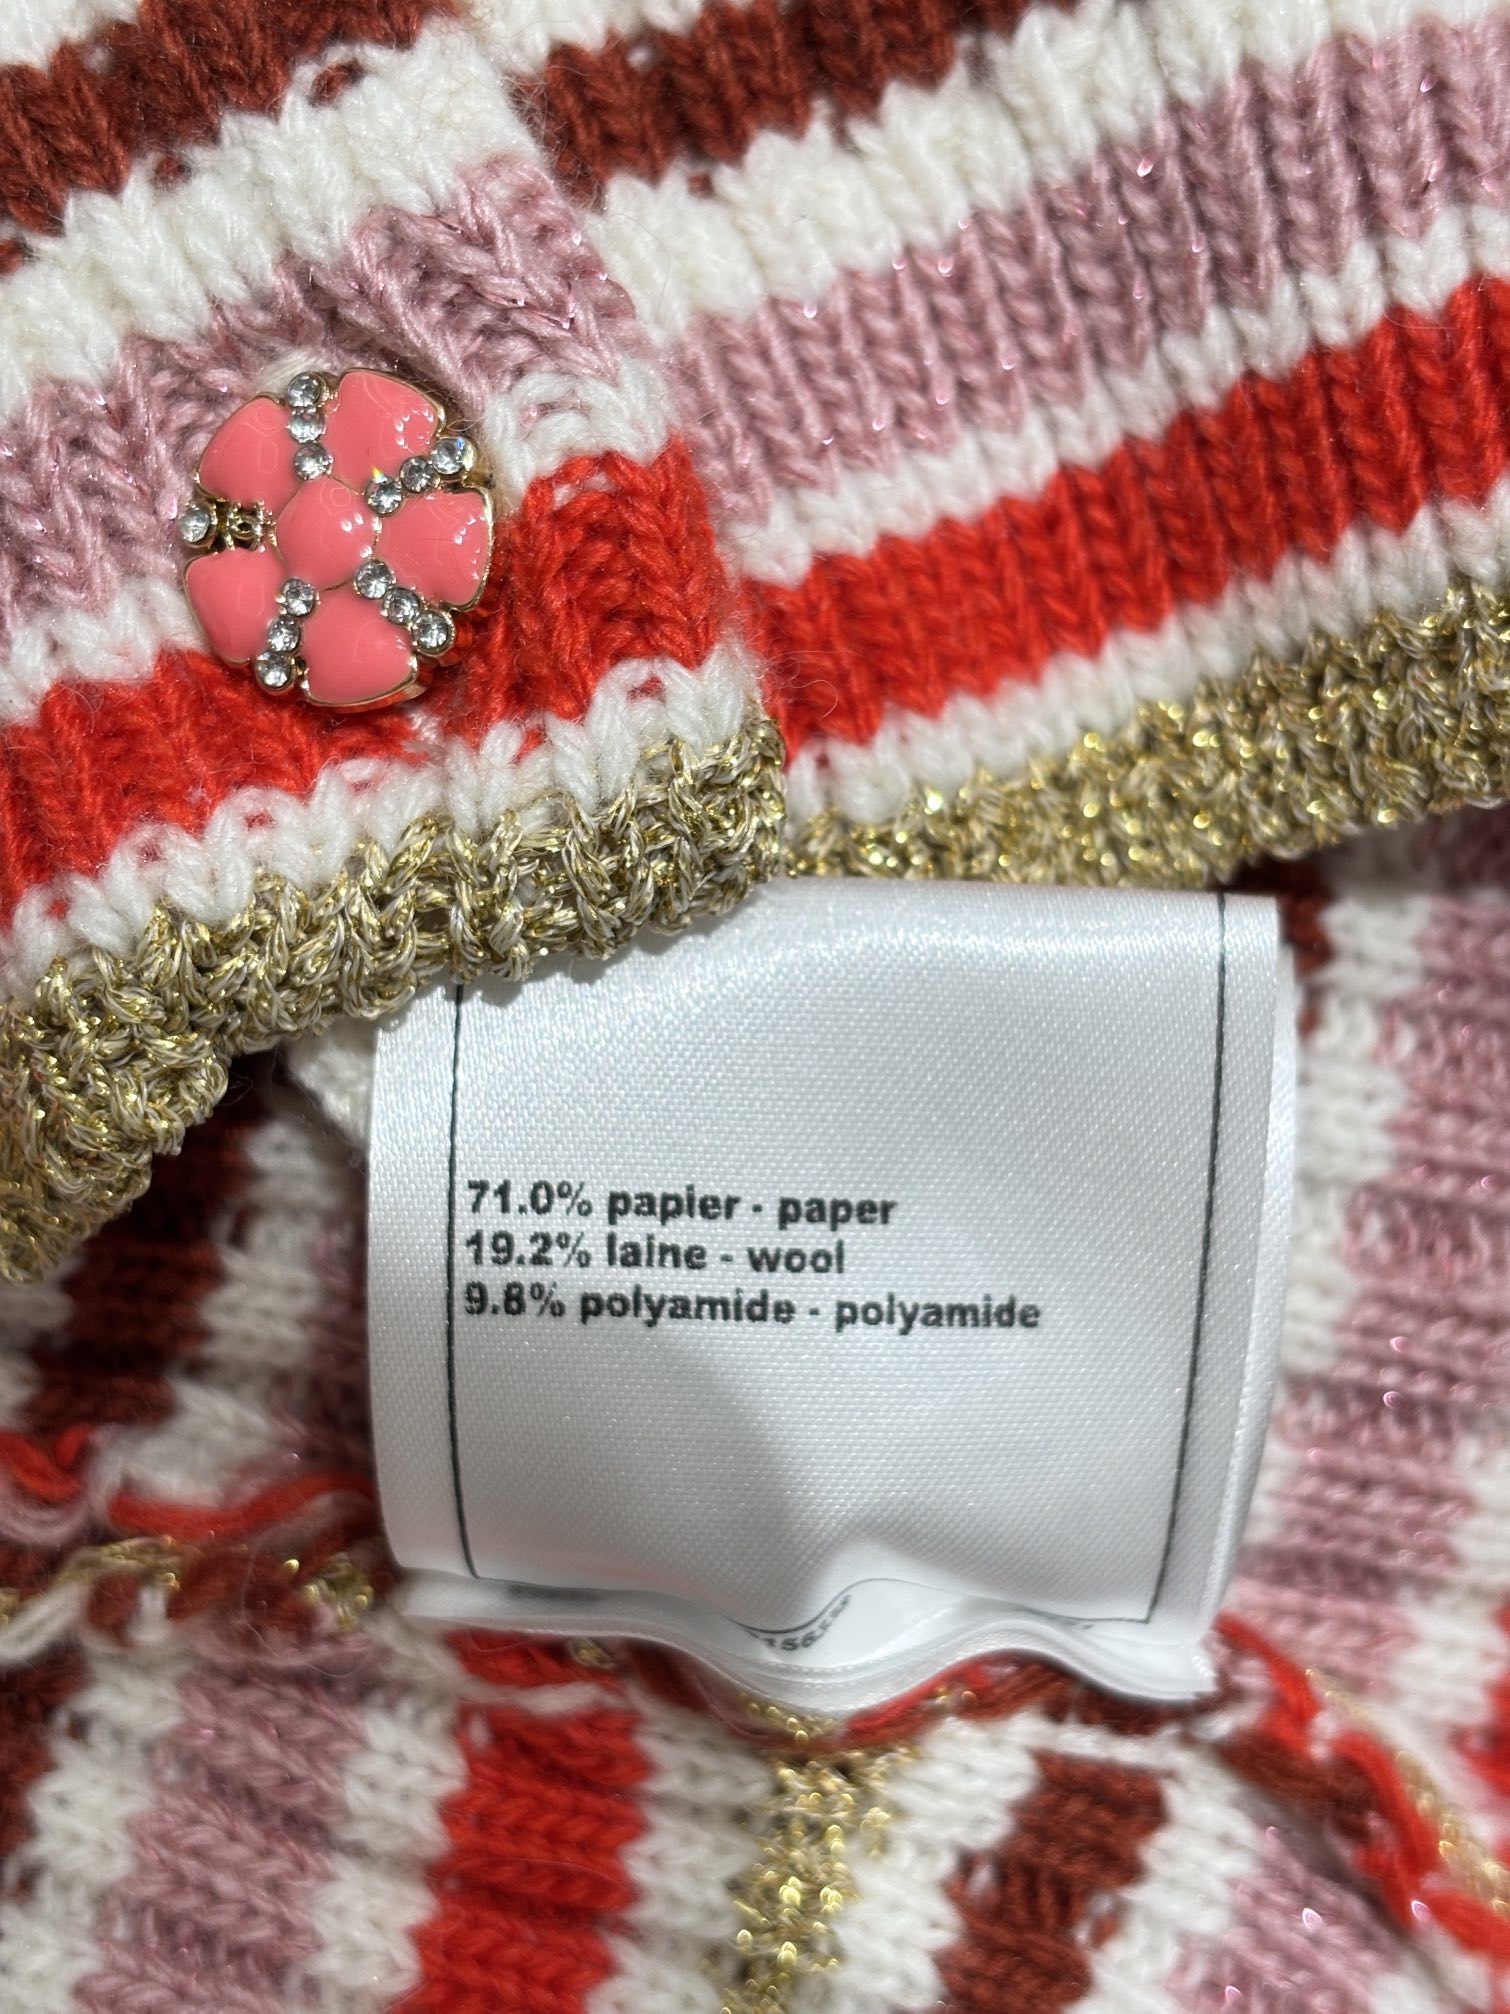 71.0% papier - paper
19.2% laine - wool
9.8% polyamide - polyamide